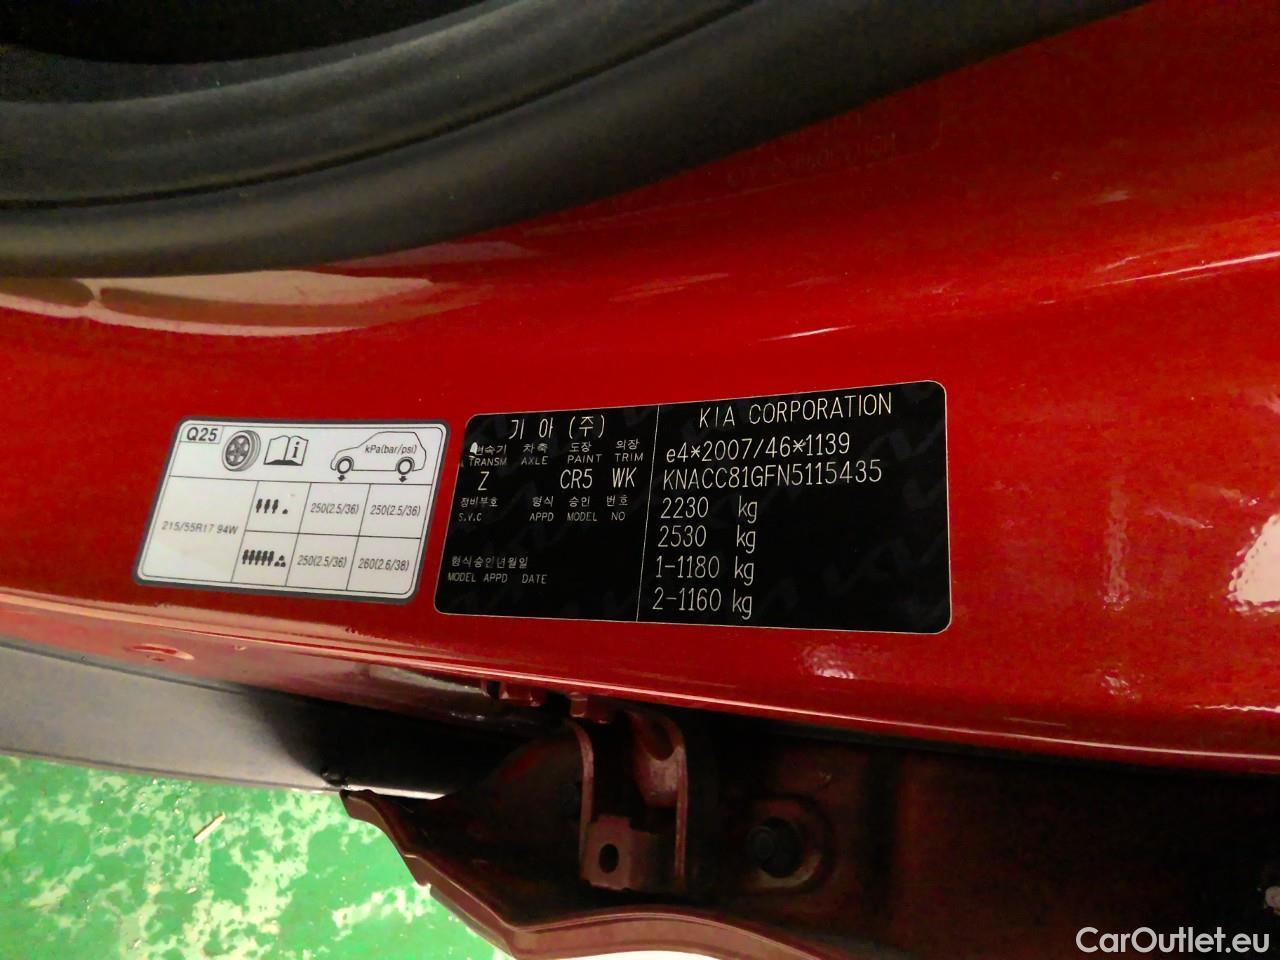 Q25
kPa(bar/psi)
215/55R17 94W
250(2.5/36) 250(2.5/36)
250(2.5/36) 260(2.6/38)
기아 (주)
변속기 차축 도장 외장
TRANSM AXLE PAINT TRIM
Z CR5 WK
정비부호 형식 승인 번호
S.V.C APPD MODEL NO
형식승인년월일
MODEL APPD DATE
KIA CORPORATION
e4*2007/46*1139
KNACC81GFN5115435
2230 kg
2530 kg
1-1180 kg
2-1160 kg
CarOutlet.eu